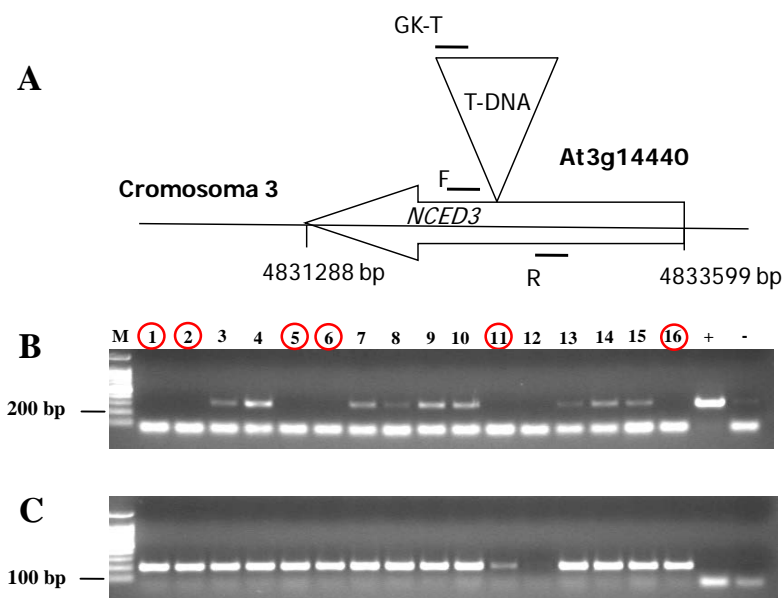 GK-T
A
T-DNA
At3g14440
F
Cromosoma 3
NCED3
4831288 bp
R
4833599 bp
B
M 1 2 3 4 5 6 7 8 9 10 11 12 13 14 15 16 + -
200 bp
C
100 bp